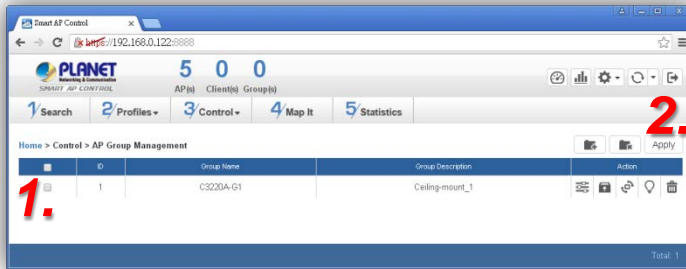 Smart AP Control
https://192.168.0.122:8888
PLANET
Networking & Communication
SMART AP CONTROL
5 0 0
AP(s) Client(s) Group(s)
1/Search 2/Profiles 3/Control 4/Map It 5/Statistics
2.
Home > Control > AP Group Management
Apply
ID Group Name Group Description Action
1.
1 C3220A-G1 Ceiling-mount_1
Total: 1